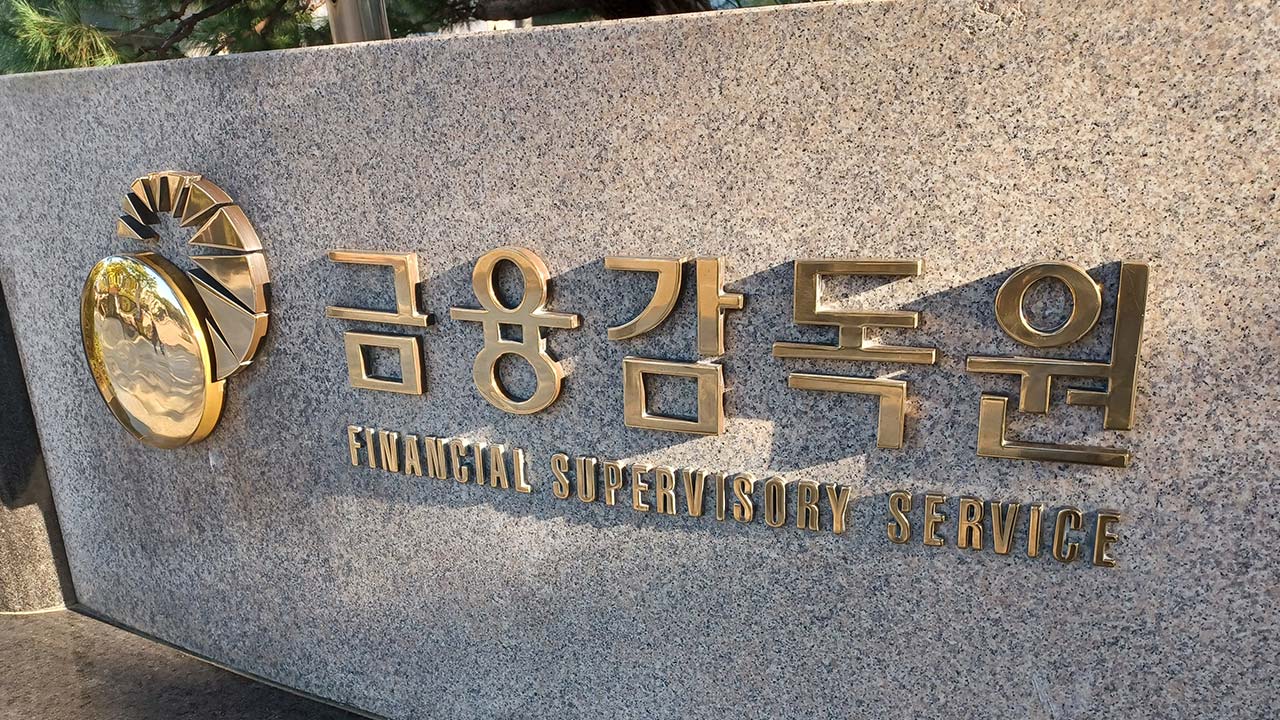 금융감독원
FINANCIAL SUPERVISORY SERVICE